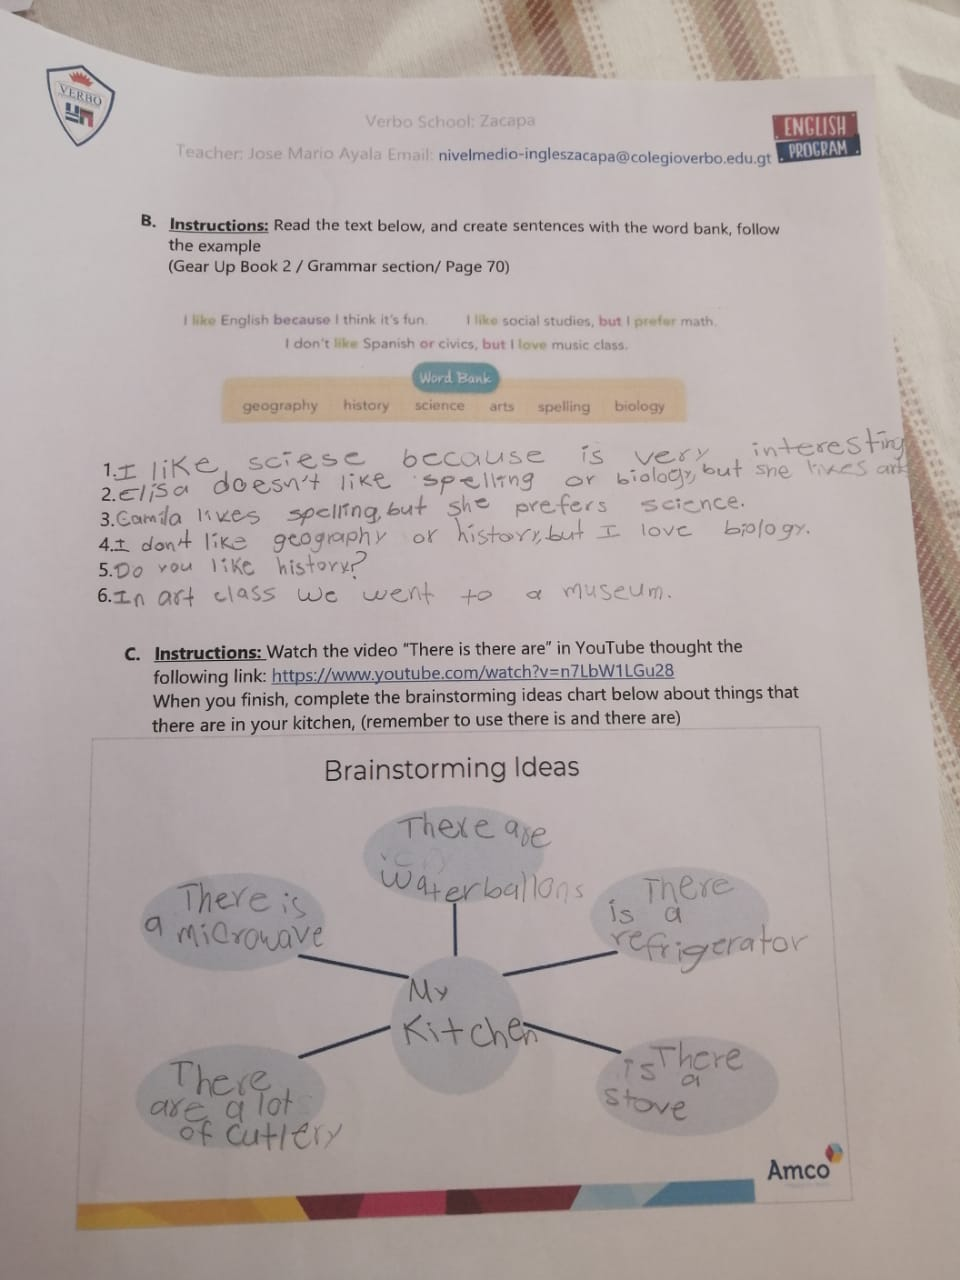 VERBO
Verbo School: Zacapa
ENGLISH
PROGRAM
Teacher: Jose Mario Ayala Email: nivelmedio-ingleszacapa@colegioverbo.edu.gt
B. Instructions: Read the text below, and create sentences with the word bank, follow
the example
(Gear Up Book 2 / Grammar section/ Page 70)
I like English because I think it's fun. I like social studies, but I prefer math.
I don't like Spanish or civics, but I love music class.
Word Bank
geography history science arts spelling biology
1.I like sciese because is very interesting
2.Elisa doesn't like spelling or biology, but she likes art
3.Camila likes spelling, but she prefers science.
4.I don't like geography or history, but I love biology.
5.Do you like history?
6.In art class we went to a museum.
C. Instructions: Watch the video "There is there are" in YouTube thought the
following link: https://www.youtube.com/watch?v=n7LbW1LGu28
When you finish, complete the brainstorming ideas chart below about things that
there are in your kitchen, (remember to use there is and there are)
Brainstorming Ideas
There are
waterballons
There is
a microwave
There
is a
refrigerator
My
Kitchen
There
are a lot
of cutlery
is There
a
stove
Amco